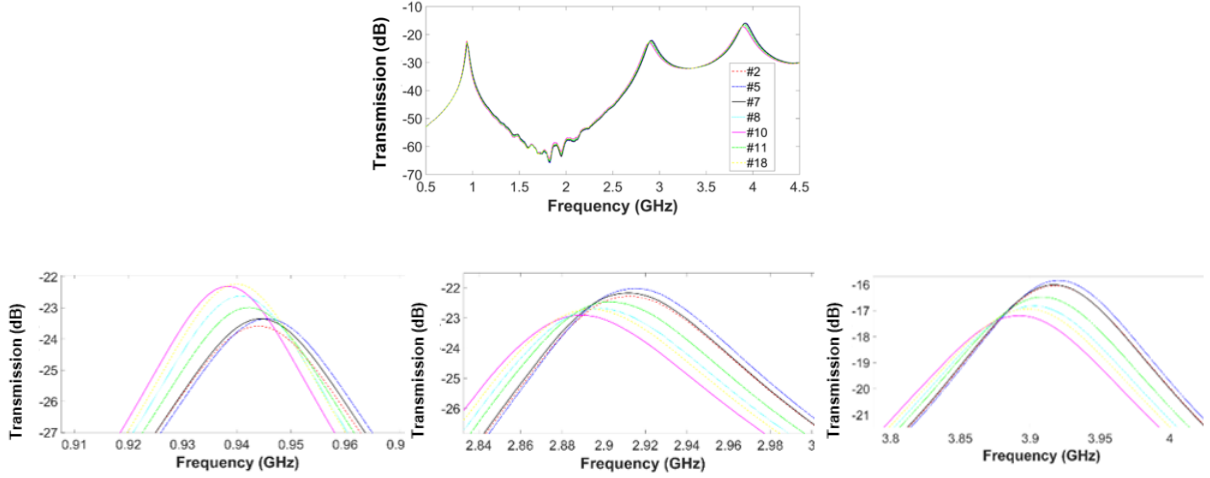 Transmission (dB)
-10
-20
-30
-40
-50
-60
-70
0.5 1 1.5 2 2.5 3 3.5 4 4.5
Frequency (GHz)
#2
#5
#7
#8
#10
#11
#18
Transmission (dB)
-22
-23
-24
-25
-26
-27
0.91 0.92 0.93 0.94 0.95 0.96 0.9
Frequency (GHz)
Transmission (dB)
-22
-23
-24
-25
-26
2.84 2.86 2.88 2.9 2.92 2.94 2.96 2.98 3
Frequency (GHz)
Transmission (dB)
-16
-17
-18
-19
-20
-21
3.8 3.85 3.9 3.95 4
Frequency (GHz)